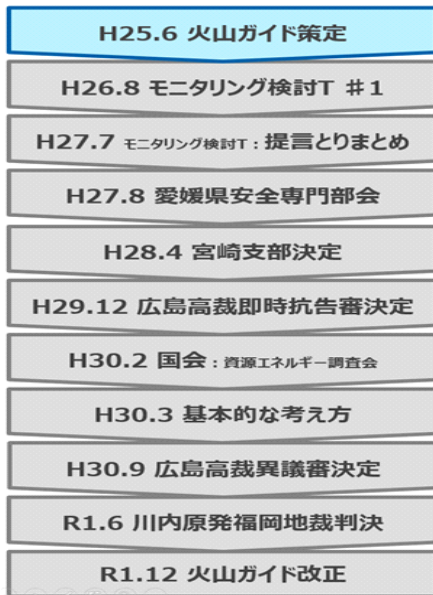 H25.6 火山ガイド策定
H26.8 モニタリング検討T #1
H27.7 モニタリング検討T：提言とりまとめ
H27.8 愛媛県安全専門部会
H28.4 宮崎支部決定
H29.12 広島高裁即時抗告審決定
H30.2 国会：資源エネルギー調査会
H30.3 基本的な考え方
H30.9 広島高裁異議審決定
R1.6 川内原発福岡地裁判決
R1.12 火山ガイド改正